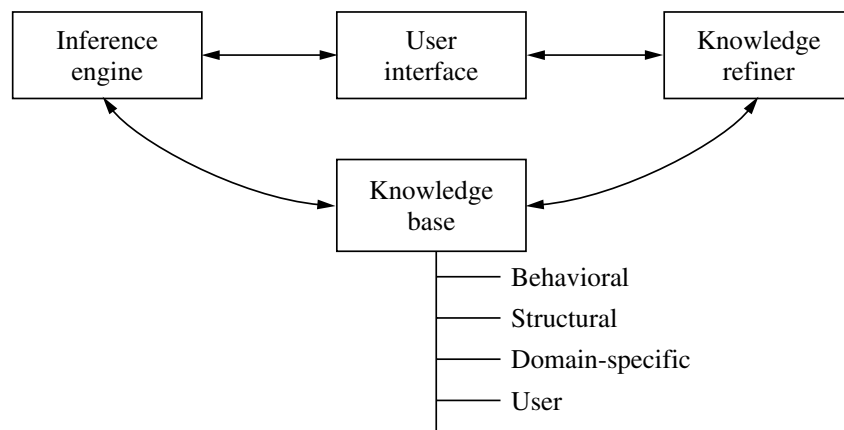 Inference
engine
User
interface
Knowledge
refiner
Knowledge
base
Behavioral
Structural
Domain-specific
User